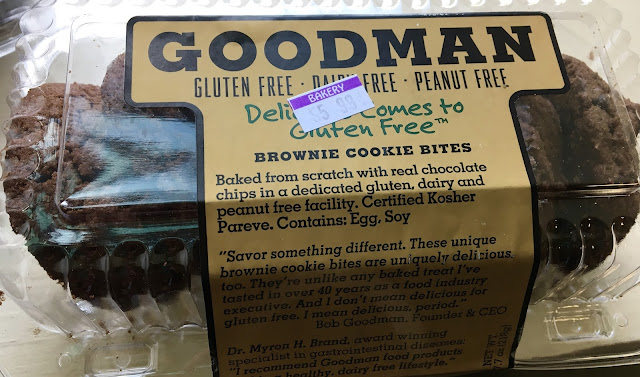 GOODMAN
GLUTEN FREE · DAIRY FREE · PEANUT FREE
BAKERY
Comes to
Gluten Free™
BROWNIE COOKIE BITES
Baked from scratch with real chocolate
chips in a dedicated gluten, dairy and
peanut free facility. Certified Kosher
Pareve. Contains: Egg, Soy
"Savor something different. These unique
brownie cookie bites are uniquely delicious,
too. They're unlike any baked treat I've
tasted in over 40 years as a food industry
executive. And I don't mean delicious for
gluten free. I mean delicious, period."
Bob Goodman, Founder & CEO
Dr. Myron H. Brand, award winning
specialist in gastrointestinal diseases:
"I recommend Goodman food products
healthy, dairy free lifestyle."
NET WT